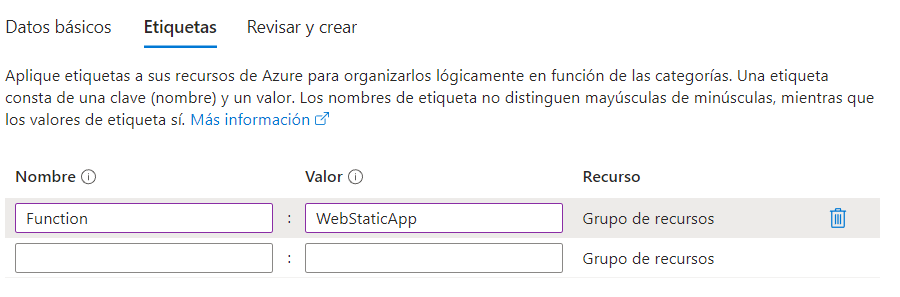 Datos básicos Etiquetas Revisar y crear
Aplique etiquetas a sus recursos de Azure para organizarlos lógicamente en función de las categorías. Una etiqueta
consta de una clave (nombre) y un valor. Los nombres de etiqueta no distinguen mayúsculas de minúsculas, mientras que
los valores de etiqueta sí. Más información
Nombre Valor Recurso
Function : WebStaticApp Grupo de recursos
: Grupo de recursos